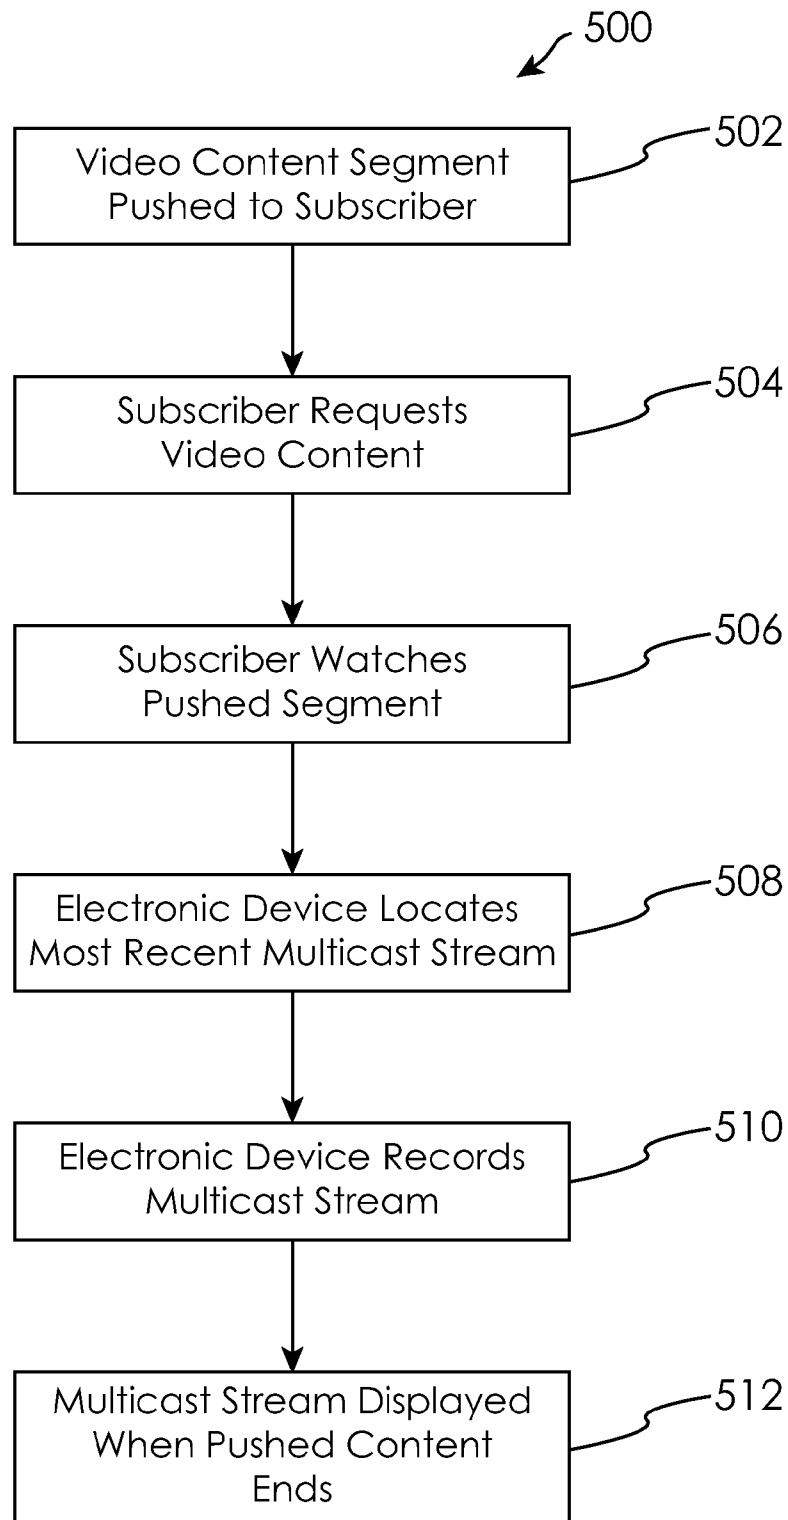 500
Video Content Segment
Pushed to Subscriber
502
Subscriber Requests
Video Content
504
Subscriber Watches
Pushed Segment
506
Electronic Device Locates
Most Recent Multicast Stream
508
Electronic Device Records
Multicast Stream
510
Multicast Stream Displayed
When Pushed Content
Ends
512